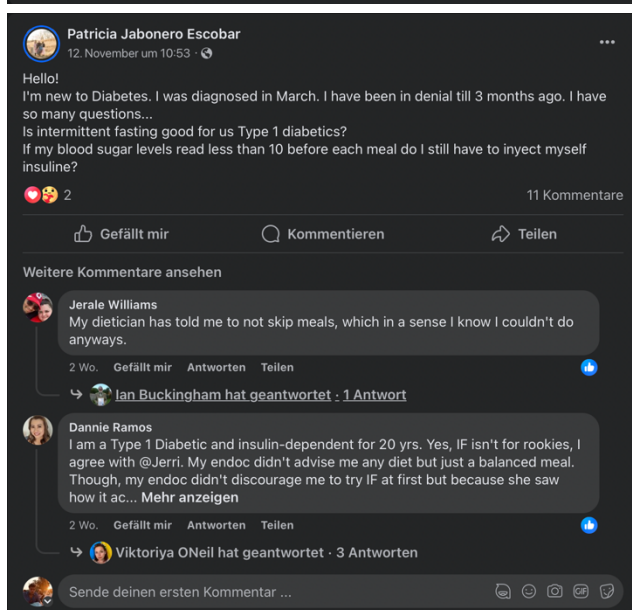 Patricia Jabonero Escobar
12. November um 10:53 ·
Hello!
I'm new to Diabetes. I was diagnosed in March. I have been in denial till 3 months ago. I have
so many questions...
Is intermittent fasting good for us Type 1 diabetics?
If my blood sugar levels read less than 10 before each meal do I still have to inyect myself
insuline?
2
11 Kommentare
Gefällt mir
Kommentieren
Teilen
Weitere Kommentare ansehen
Jerale Williams
My dietician has told me to not skip meals, which in a sense I know I couldn't do
anyways.
2 Wo. Gefällt mir Antworten Teilen
Ian Buckingham hat geantwortet · 1 Antwort
Dannie Ramos
I am a Type 1 Diabetic and insulin-dependent for 20 yrs. Yes, IF isn't for rookies, I
agree with @Jerri. My endoc didn't advise me any diet but just a balanced meal.
Though, my endoc didn't discourage me to try IF at first but because she saw
how it ac... Mehr anzeigen
2 Wo. Gefällt mir Antworten Teilen
Viktoriya ONeil hat geantwortet · 3 Antworten
Sende deinen ersten Kommentar ...
GIF